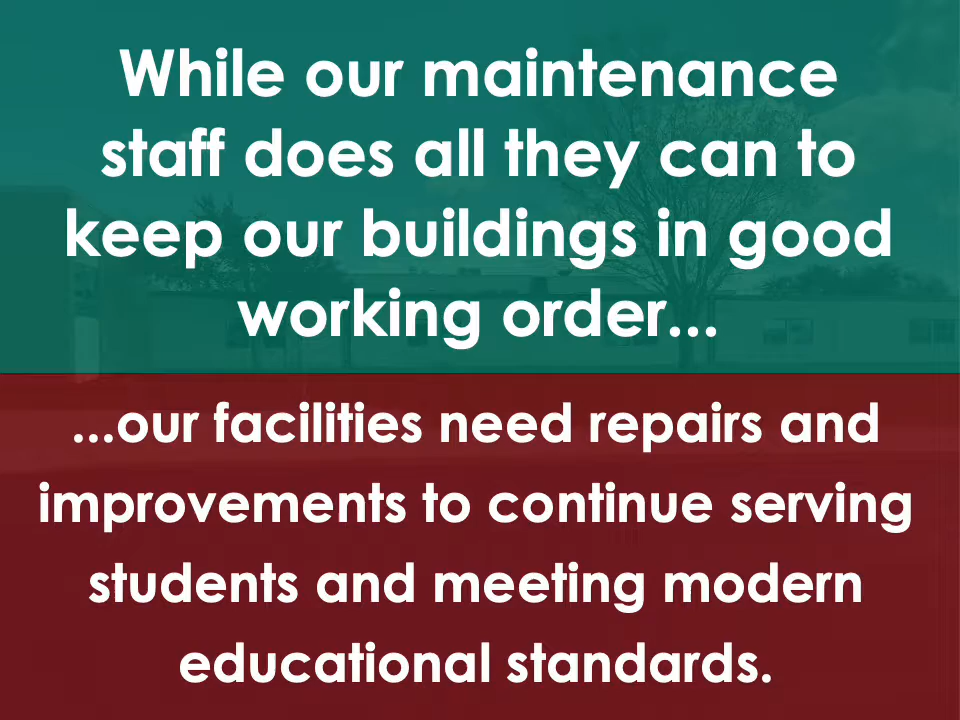 While our maintenance
staff does all they can to
keep our buildings in good
working order...
...our facilities need repairs and
improvements to continue serving
students and meeting modern
educational standards.